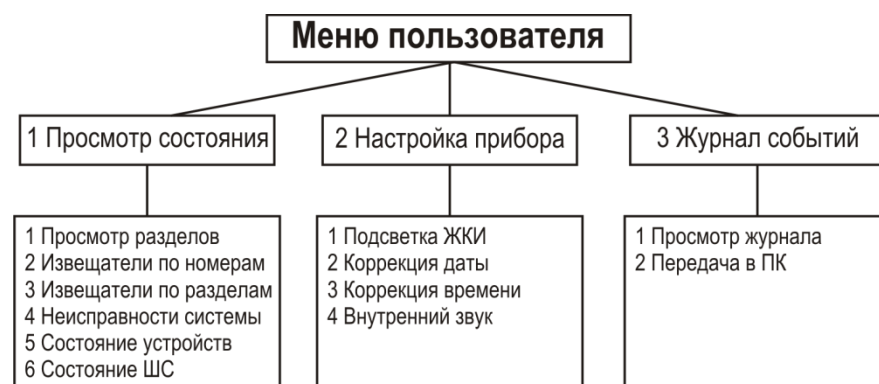 Меню пользователя
1 Просмотр состояния
2 Настройка прибора
3 Журнал событий
1 Просмотр разделов
2 Извещатели по номерам
3 Извещатели по разделам
4 Неисправности системы
5 Состояние устройств
6 Состояние ШС
1 Подсветка ЖКИ
2 Коррекция даты
3 Коррекция времени
4 Внутренний звук
1 Просмотр журнала
2 Передача в ПК